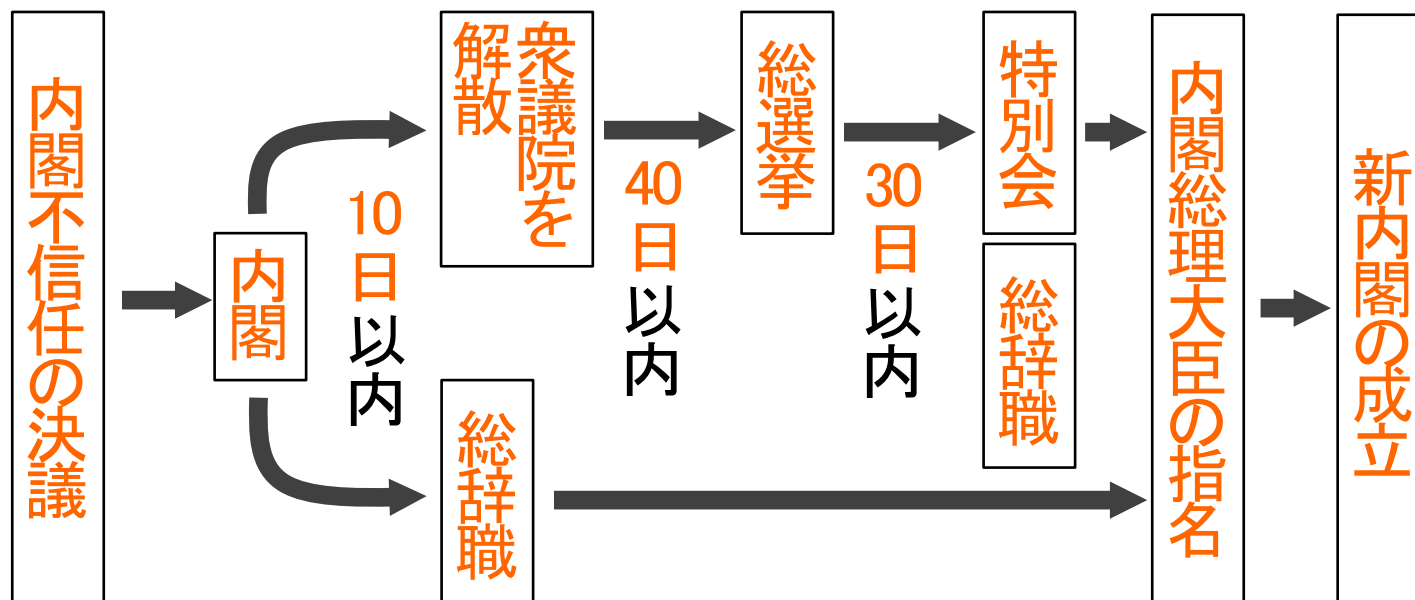 内閣不信任の決議
内閣
10日以内
衆議院を
解散
総辞職
40日以内
総選挙
30日以内
特別会
総辞職
内閣総理大臣の指名
新内閣の成立